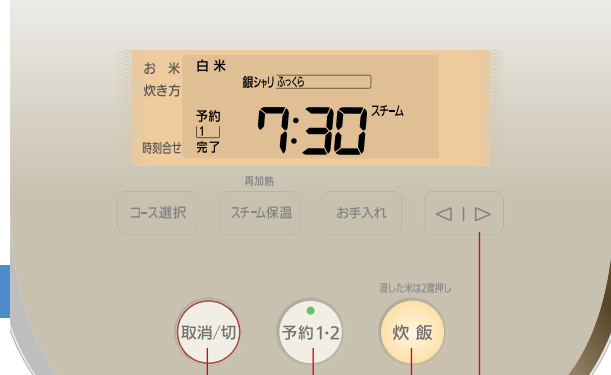 お 米 白米
銀シャリ ふっくら
炊き方
予約 7:30 スチーム
1
時刻合せ 完了
再加熱
コース選択 スチーム保温 お手入れ ◁ | ▷
浸した米は2度押し
取消/切 予約1·2 炊 飯